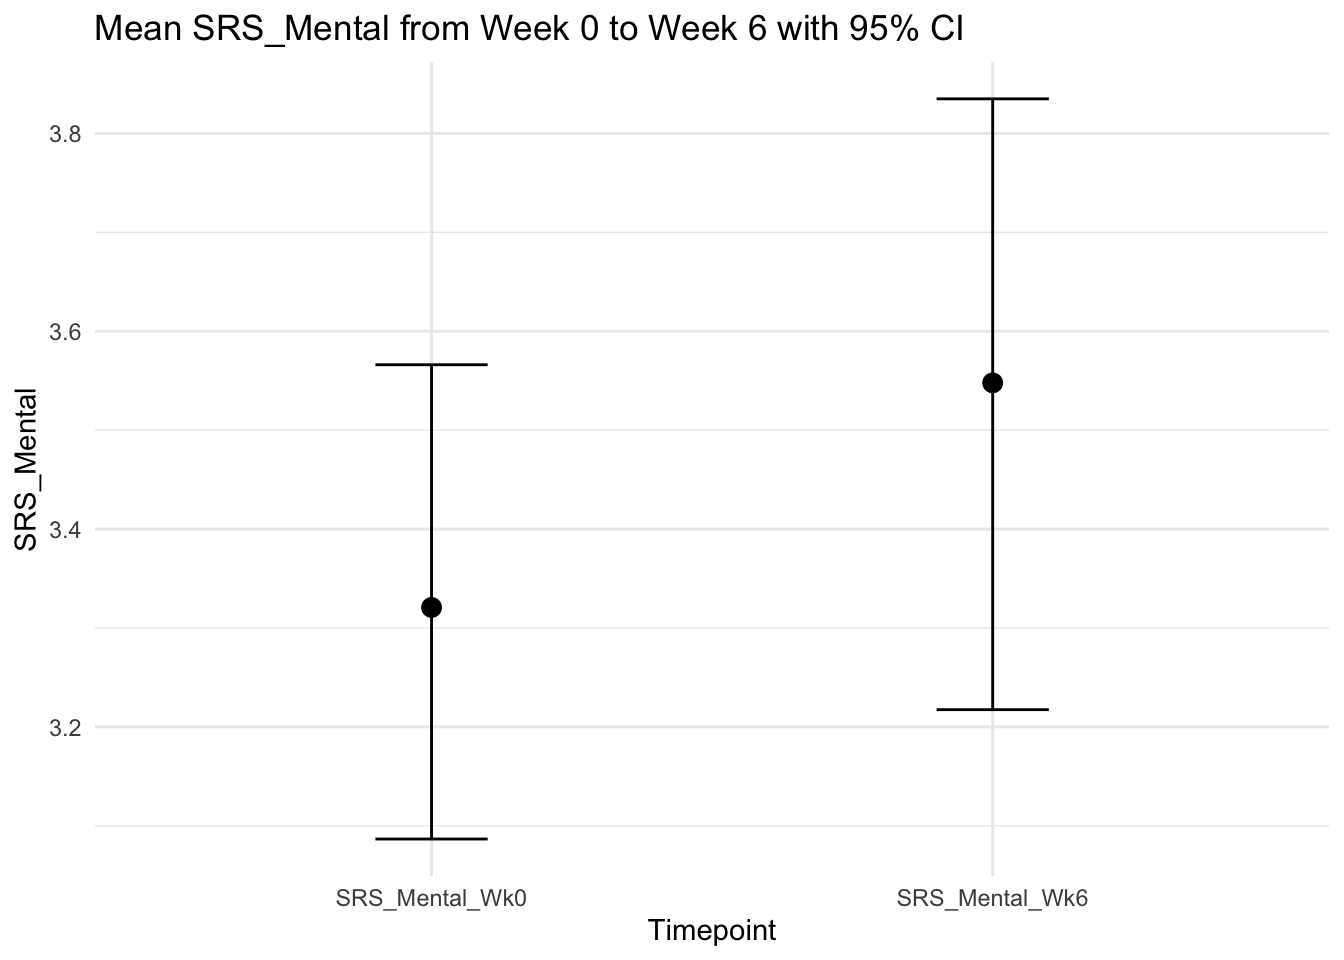 Mean SRS_Mental from Week 0 to Week 6 with 95% CI
3.8
3.6
3.4
3.2
SRS_Mental
SRS_Mental_Wk0
SRS_Mental_Wk6
Timepoint